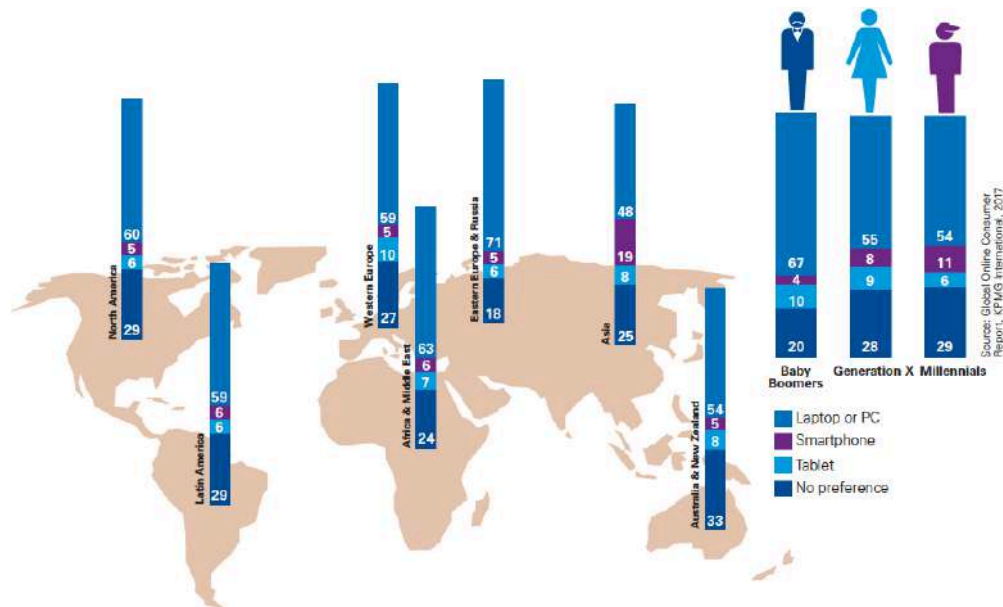 60
5
6
29
North America
59
6
6
29
Latin America
59
5
10
27
Western Europe
63
6
7
24
Africa & Middle East
71
5
6
18
Eastern Europe & Russia
48
19
8
25
Asia
54
5
8
33
Australia & New Zealand
67
4
10
20
Baby
Boomers
55
8
9
28
Generation X
54
11
6
29
Millennials
Laptop or PC
Smartphone
Tablet
No preference
Source: Global Online Consumer
Report, KPMG International, 2017